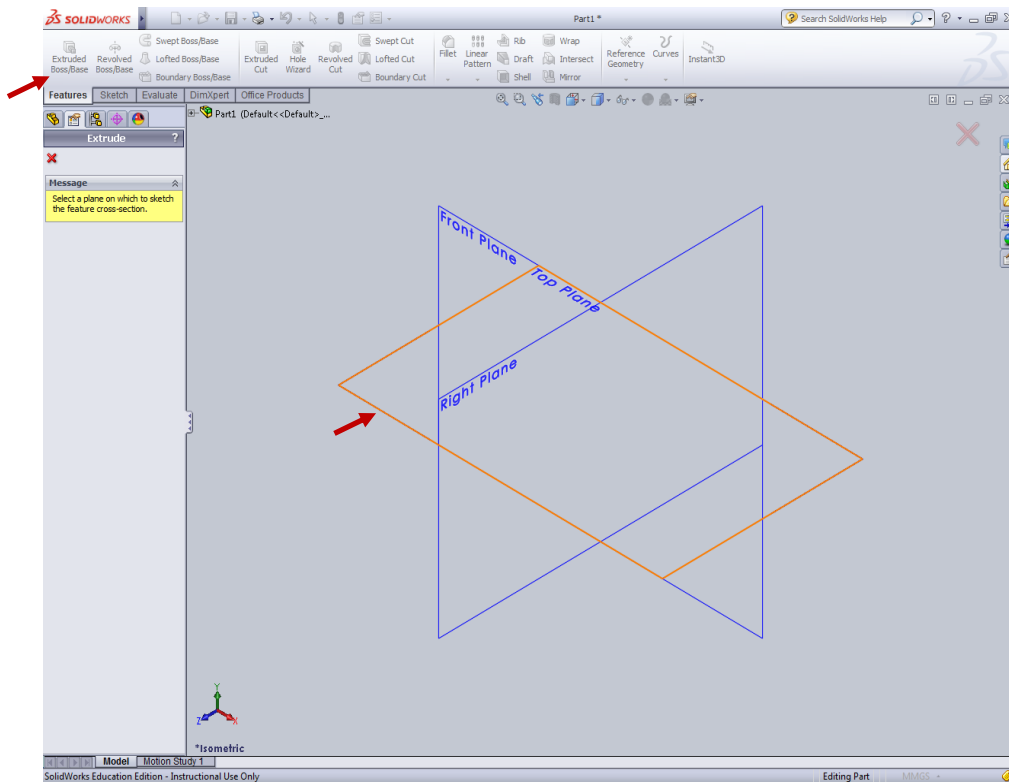 SOLIDWORKS
Part1 *
Search SolidWorks Help
Extruded Boss/Base
Revolved Boss/Base
Swept Boss/Base
Lofted Boss/Base
Boundary Boss/Base
Extruded Cut
Hole Wizard
Revolved Cut
Swept Cut
Lofted Cut
Boundary Cut
Fillet
Linear Pattern
Rib
Draft
Shell
Wrap
Intersect
Mirror
Reference Geometry
Curves
Instant3D
Features
Sketch
Evaluate
DimXpert
Office Products
Part1 (Default<<Default>_...
Extrude
?
Message
Select a plane on which to sketch
the feature cross-section.
Front Plane
Top Plane
Right Plane
Y
Z
X
*Isometric
Model
Motion Study 1
SolidWorks Education Edition - Instructional Use Only
Editing Part
MMGS